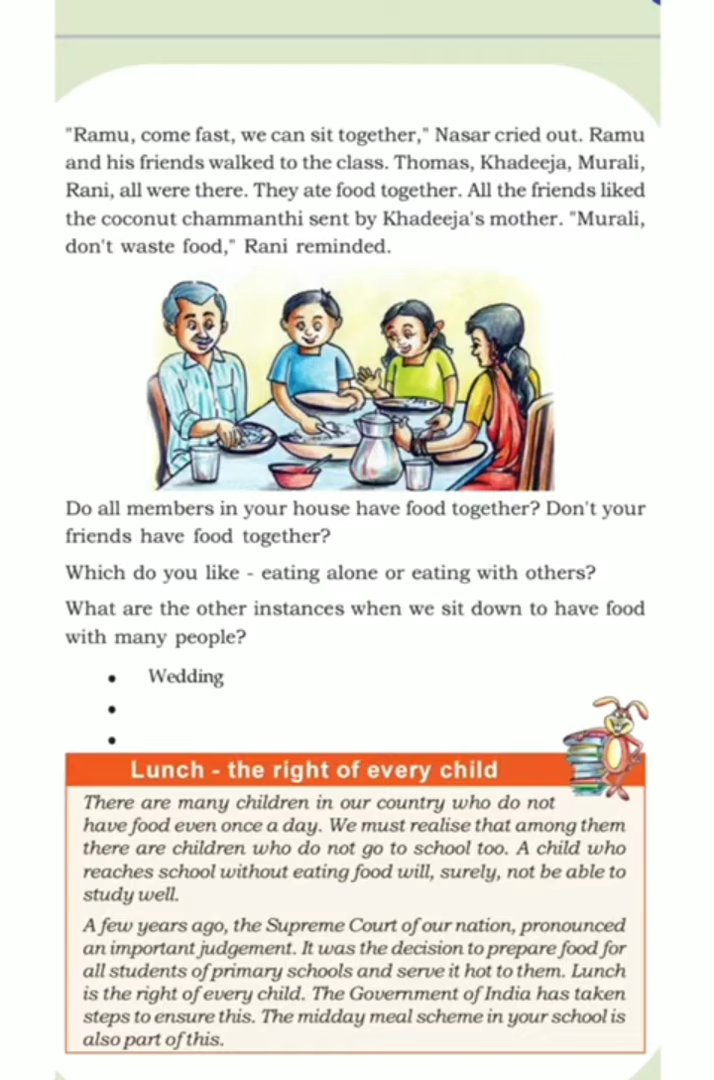 "Ramu, come fast, we can sit together," Nasar cried out. Ramu
and his friends walked to the class. Thomas, Khadeeja, Murali,
Rani, all were there. They ate food together. All the friends liked
the coconut chammanthi sent by Khadeeja's mother. "Murali,
don't waste food," Rani reminded.
Do all members in your house have food together? Don't your
friends have food together?
Which do you like - eating alone or eating with others?
What are the other instances when we sit down to have food
with many people?
• Wedding
•
•
Lunch - the right of every child
There are many children in our country who do not
have food even once a day. We must realise that among them
there are children who do not go to school too. A child who
reaches school without eating food will, surely, not be able to
study well.
A few years ago, the Supreme Court of our nation, pronounced
an important judgement. It was the decision to prepare food for
all students of primary schools and serve it hot to them. Lunch
is the right of every child. The Government of India has taken
steps to ensure this. The midday meal scheme in your school is
also part of this.